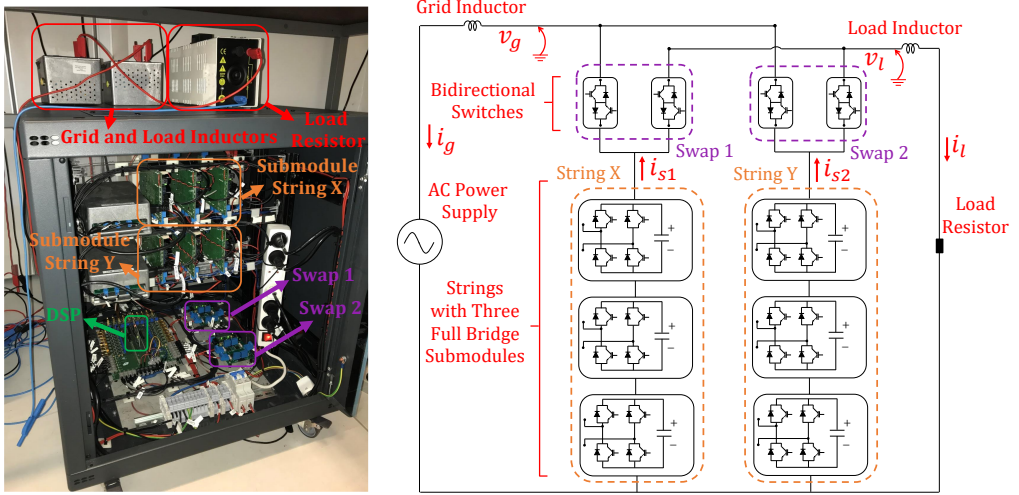 Grid and Load Inductors
Load
Resistor
Submodule
String X
Submodule
String Y
Swap 1
Swap 2
DSP
Grid Inductor
v_g
Load Inductor
v_l
Bidirectional
Switches
i_g
Swap 1
Swap 2
String X
i_s1
String Y
i_s2
i_l
AC Power
Supply
Load
Resistor
Strings
with Three
Full Bridge
Submodules
+
−
+
−
+
−
+
−
+
−
+
−